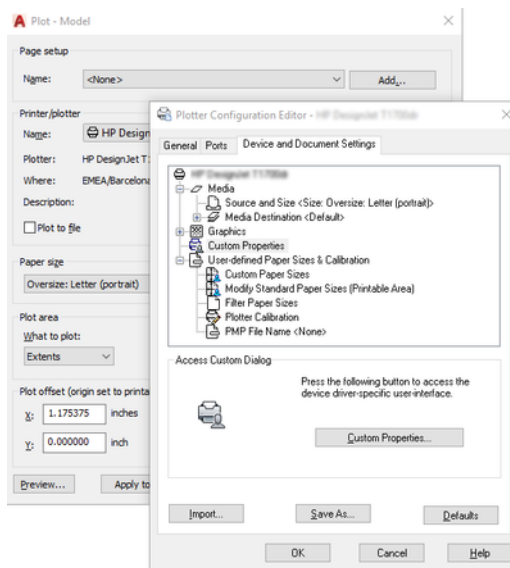 Plot - Model
Page setup
Name:
<None>
Add...
Printer/plotter
Name:
HP Design
Plotter:
HP DesignJet T
Where:
EMEA/Barcelona
Description:
Plot to file
Paper size
Oversize: Letter (portrait)
Plot area
What to plot:
Extents
Plot offset (origin set to printa
X:
1.175375
inches
Y:
0.000000
inch
Preview...
Apply to
Plotter Configuration Editor -
General
Ports
Device and Document Settings
Media
Source and Size <Size: Oversize: Letter (portrait)>
Media Destination <Default>
Graphics
Custom Properties
User-defined Paper Sizes & Calibration
Custom Paper Sizes
Modify Standard Paper Sizes (Printable Area)
Filter Paper Sizes
Plotter Calibration
PMP File Name <None>
Access Custom Dialog
Press the following button to access the
device driver-specific user-interface.
Custom Properties...
Import...
Save As...
Defaults
OK
Cancel
Help